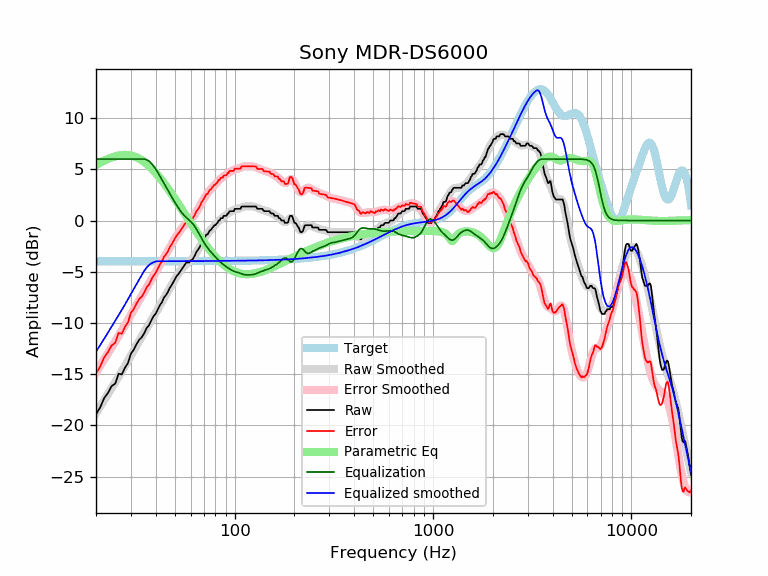 Sony MDR-DS6000
Amplitude (dBr)
10
5
0
−5
−10
−15
−20
−25
Target
Raw Smoothed
Error Smoothed
Raw
Error
Parametric Eq
Equalization
Equalized smoothed
100
1000
10000
Frequency (Hz)